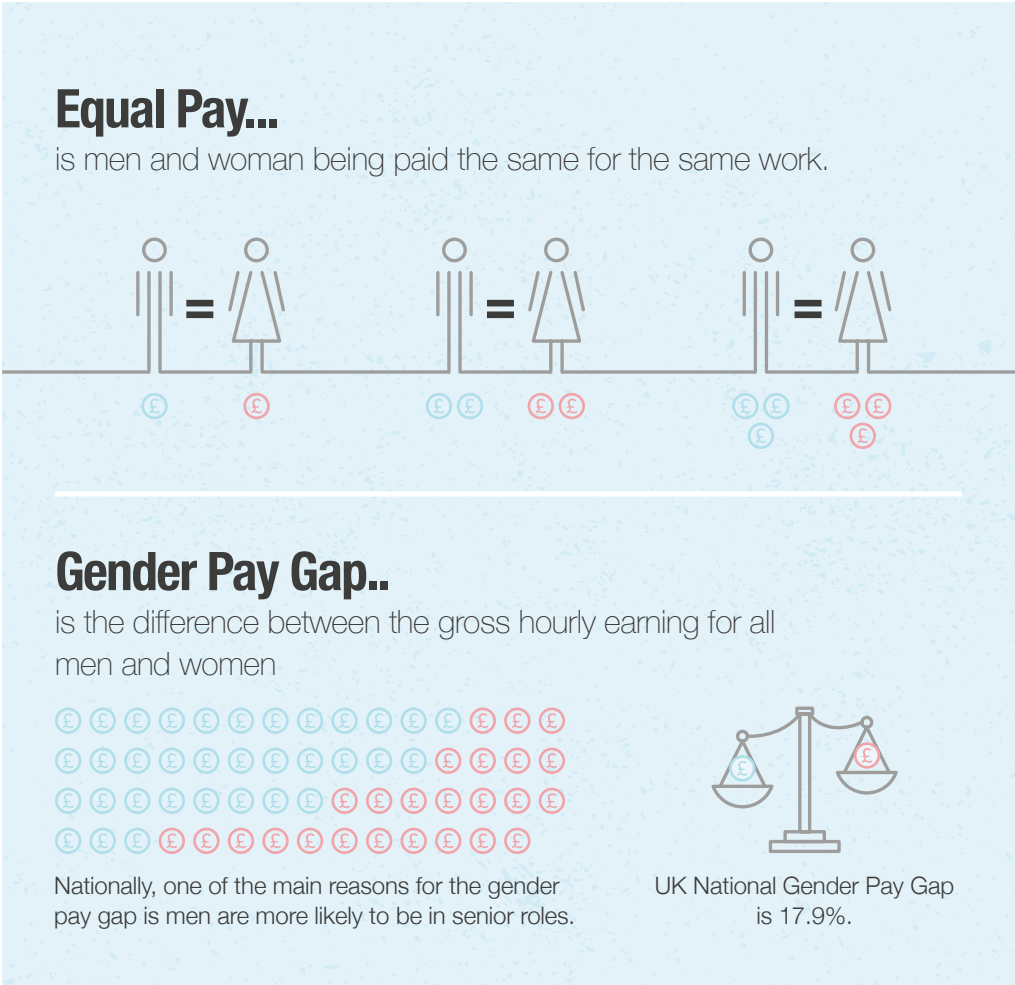 Equal Pay...
is men and woman being paid the same for the same work.
= = =
£ £ £ £ £ £ £ £ £ £
£ £
Gender Pay Gap..
is the difference between the gross hourly earning for all
men and women
£ £ £ £ £ £ £ £ £ £ £ £ £ £ £
£ £ £ £ £ £ £ £ £ £ £ £ £ £ £
£ £ £ £ £ £ £ £ £ £ £ £ £ £ £
£ £ £ £ £ £ £ £ £ £ £ £ £ £
Nationally, one of the main reasons for the gender
pay gap is men are more likely to be in senior roles.
£ £
UK National Gender Pay Gap
is 17.9%.